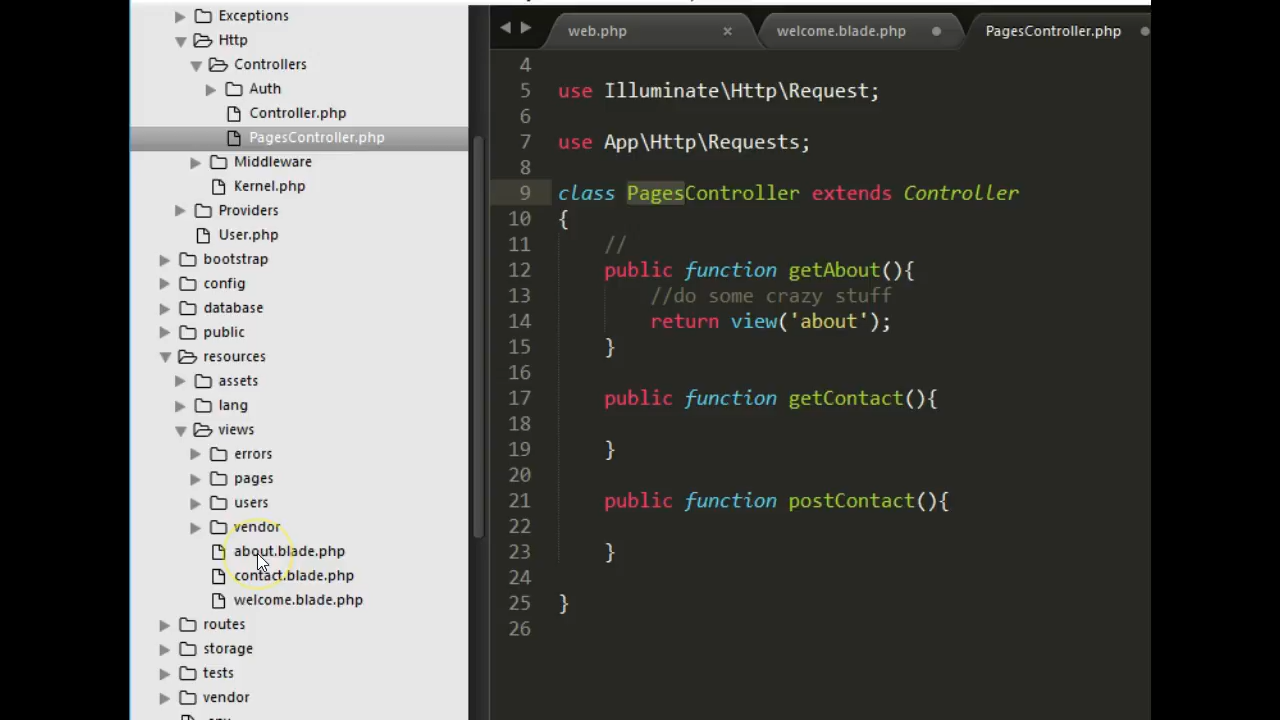 Exceptions
Http
Controllers
Auth
Controller.php
PagesController.php
Middleware
Kernel.php
Providers
User.php
bootstrap
config
database
public
resources
assets
lang
views
errors
pages
users
vendor
about.blade.php
contact.blade.php
welcome.blade.php
routes
storage
tests
vendor
web.php × welcome.blade.php PagesController.php
4
5 use Illuminate\Http\Request;
6
7 use App\Http\Requests;
8
9 class PagesController extends Controller
10 {
11 //
12 public function getAbout(){
13 //do some crazy stuff
14 return view('about');
15 }
16
17 public function getContact(){
18
19 }
20
21 public function postContact(){
22
23 }
24
25 }
26